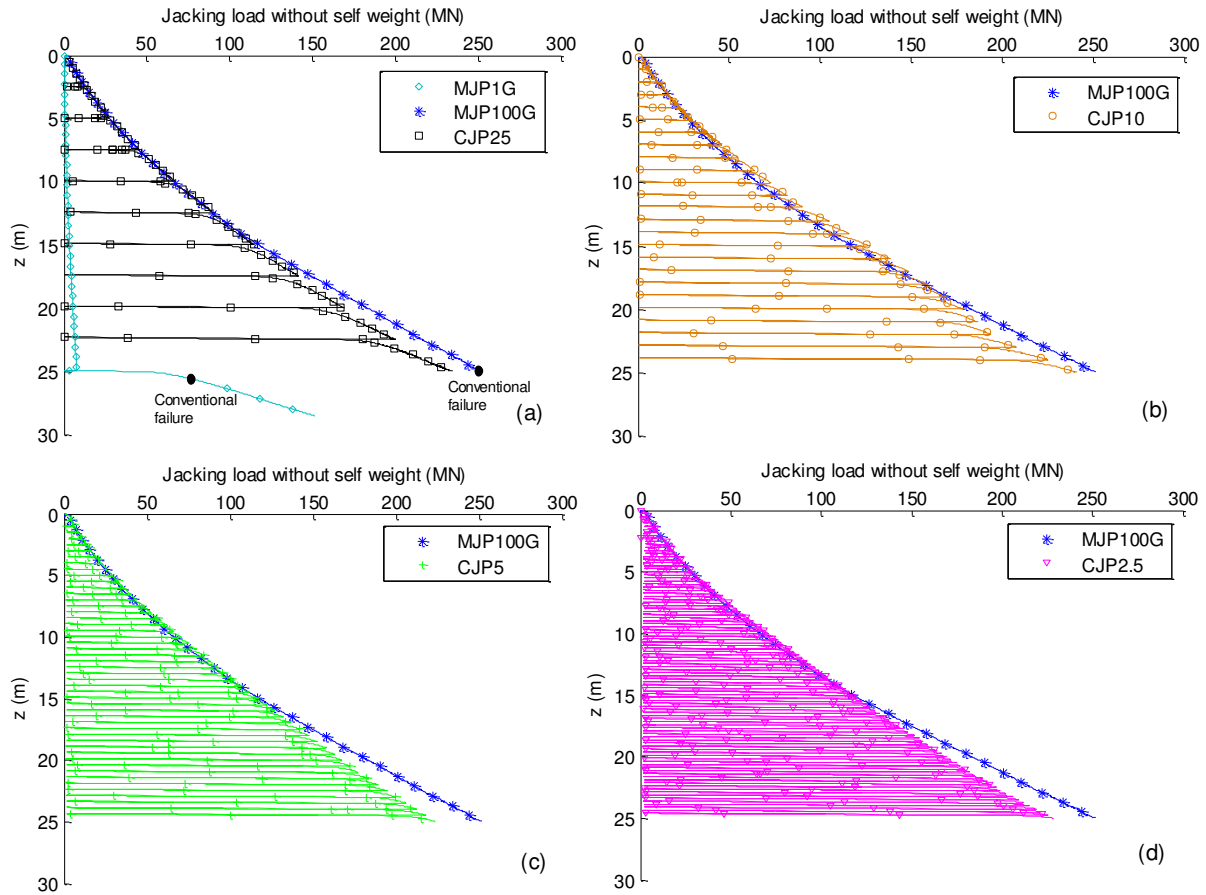 Jacking load without self weight (MN)
0 50 100 150 200 250 300
0
5
10
15
20
25
30
z (m)
MJP1G
MJP100G
CJP25
Conventional
failure
Conventional
failure
(a)
Jacking load without self weight (MN)
0 50 100 150 200 250 300
0
5
10
15
20
25
30
z (m)
MJP100G
CJP10
(b)
Jacking load without self weight (MN)
0 50 100 150 200 250 300
0
5
10
15
20
25
30
z (m)
MJP100G
CJP5
(c)
Jacking load without self weight (MN)
0 50 100 150 200 250 300
0
5
10
15
20
25
30
z (m)
MJP100G
CJP2.5
(d)